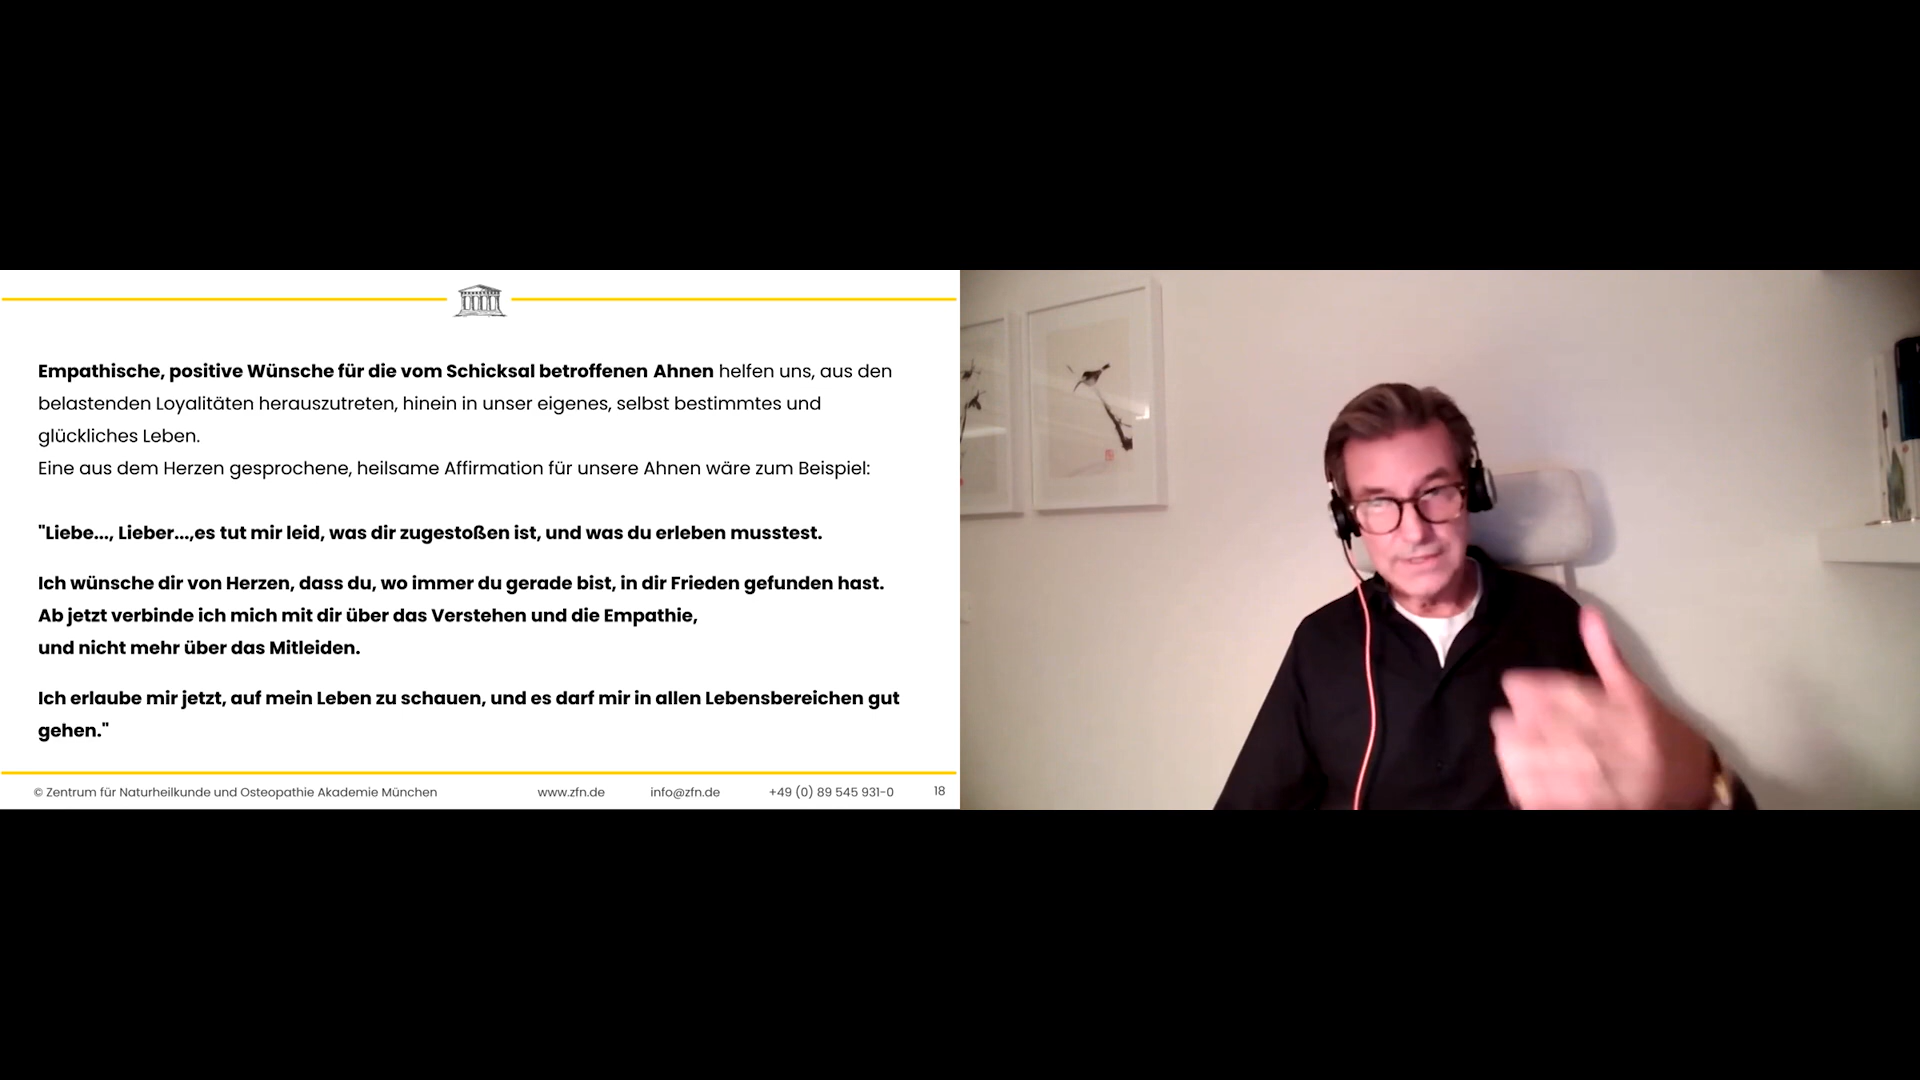 Empathische, positive Wünsche für die vom Schicksal betroffenen Ahnen helfen uns, aus den
belastenden Loyalitäten herauszutreten, hinein in unser eigenes, selbst bestimmtes und
glückliches Leben.
Eine aus dem Herzen gesprochene, heilsame Affirmation für unsere Ahnen wäre zum Beispiel:
"Liebe..., Lieber...,es tut mir leid, was dir zugestoßen ist, und was du erleben musstest.
Ich wünsche dir von Herzen, dass du, wo immer du gerade bist, in dir Frieden gefunden hast.
Ab jetzt verbinde ich mich mit dir über das Verstehen und die Empathie,
und nicht mehr über das Mitleiden.
Ich erlaube mir jetzt, auf mein Leben zu schauen, und es darf mir in allen Lebensbereichen gut
gehen."
© Zentrum für Naturheilkunde und Osteopathie Akademie München www.zfn.de info@zfn.de +49 (0) 89 545 931-0 18